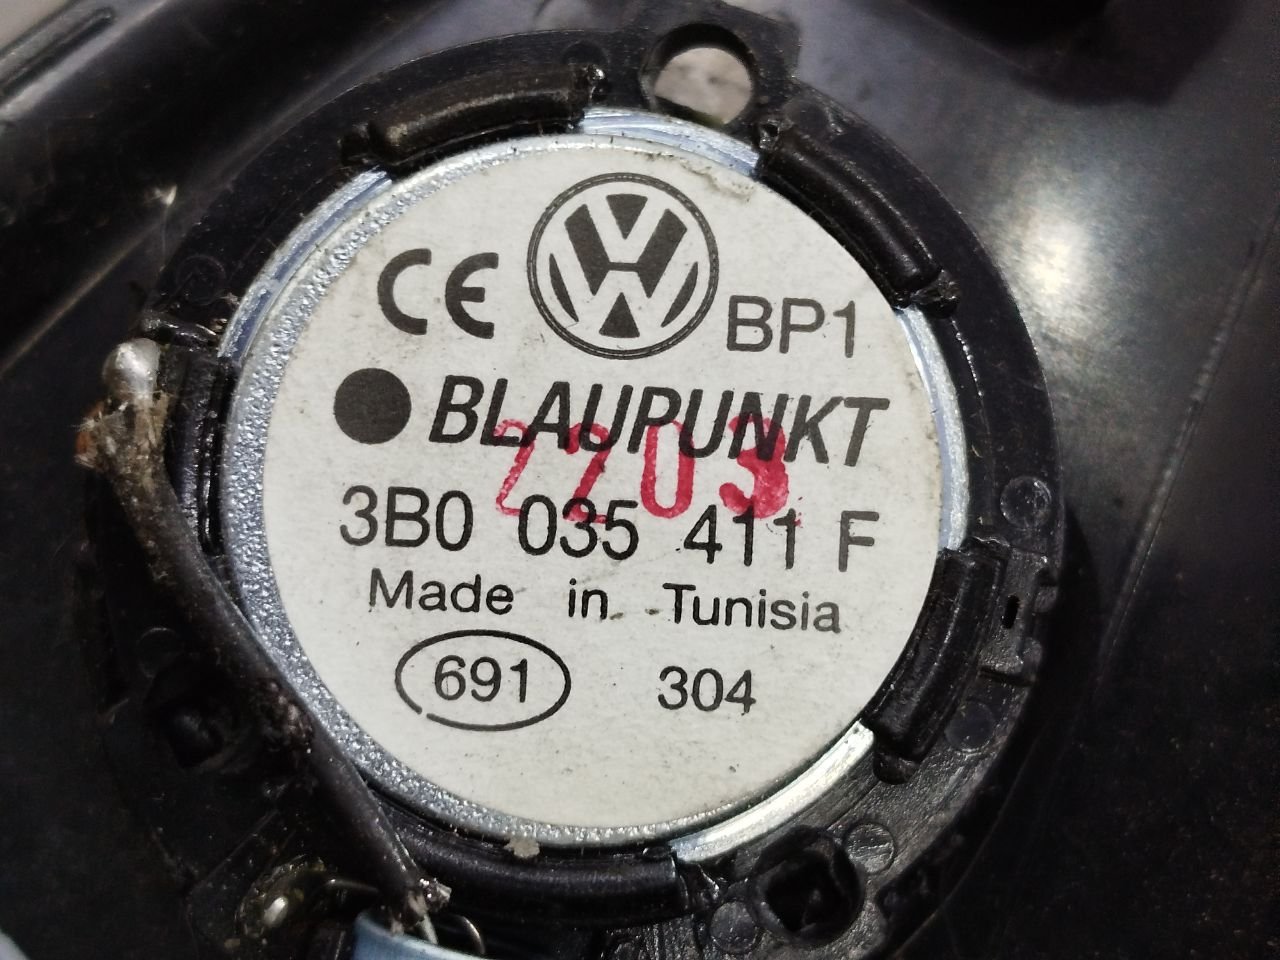 CE
BP1
BLAUPUNKT
2203
3B0 035 411 F
Made in Tunisia
691 304